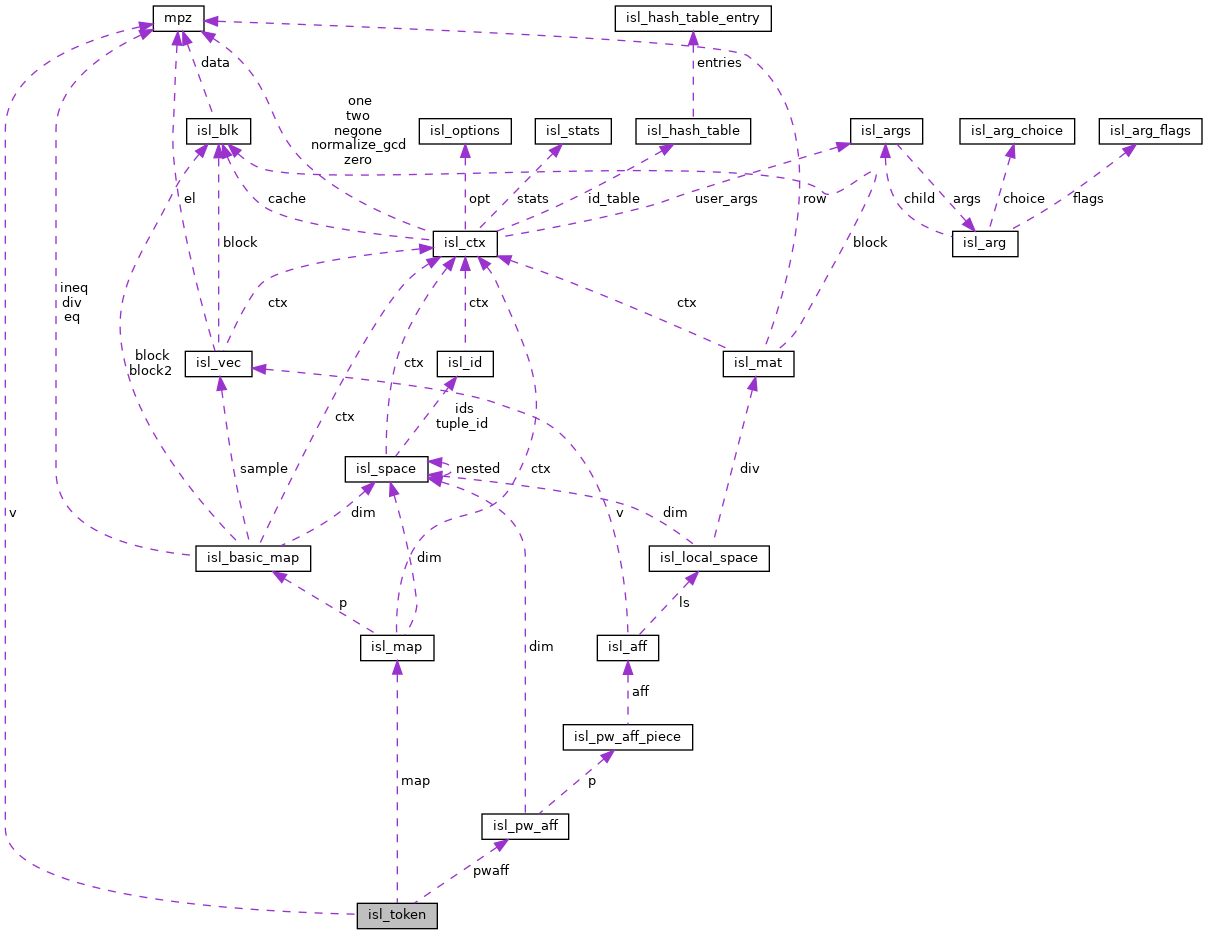 mpz
isl_hash_table_entry
data
entries
one
two
negone
normalize_gcd
zero
isl_blk
isl_options
isl_stats
isl_hash_table
isl_args
isl_arg_choice
isl_arg_flags
el
cache
opt
stats
id_table
user_args
row
child
args
choice
flags
block
isl_ctx
block
isl_arg
ineq
div
eq
ctx
ctx
ctx
block
block2
isl_vec
ctx
isl_id
isl_mat
ctx
ids
tuple_id
sample
isl_space
nested
ctx
div
v
dim
v
dim
isl_basic_map
dim
isl_local_space
p
ls
isl_map
dim
isl_aff
aff
isl_pw_aff_piece
map
p
isl_pw_aff
pwaff
isl_token